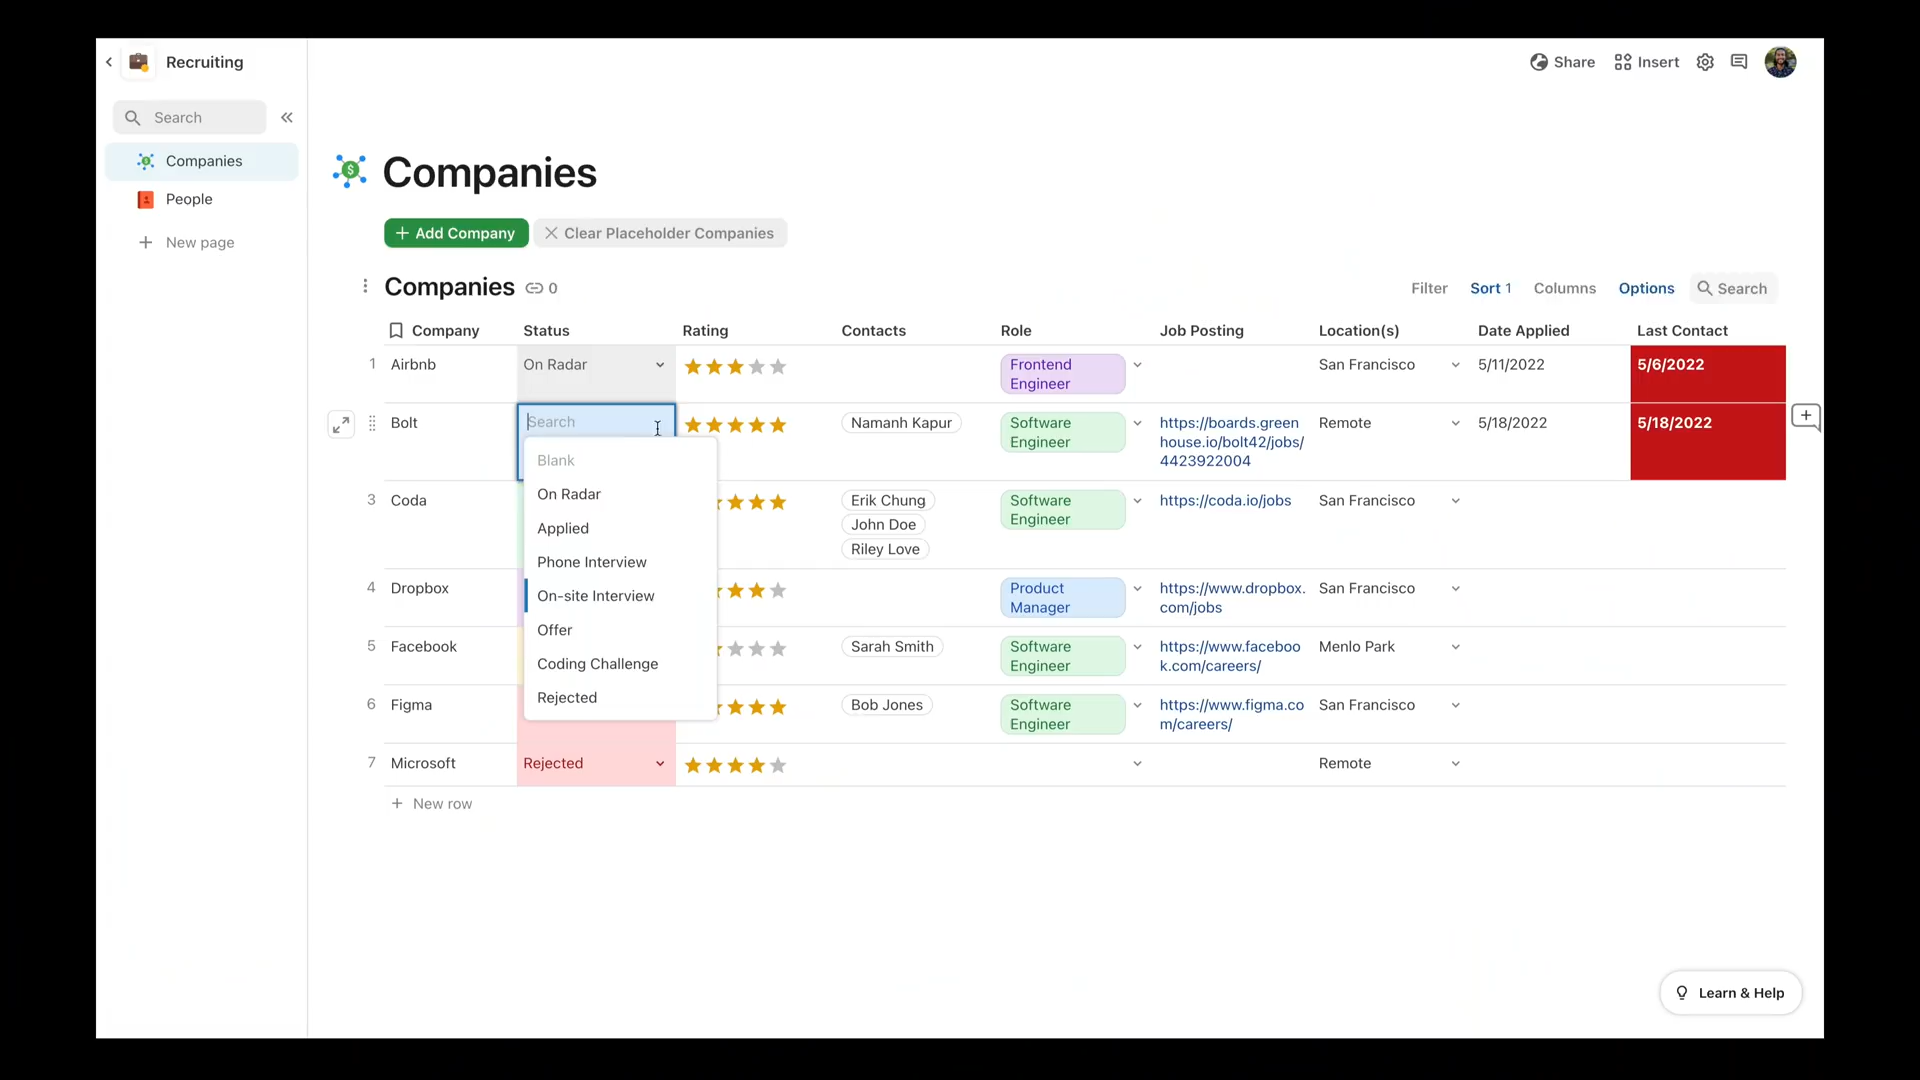 Recruiting
Share
Insert
Search
Companies
People
New page
Companies
Add Company
Clear Placeholder Companies
Companies 0
Filter
Sort 1
Columns
Options
Search
Company Status Rating Contacts Role Job Posting Location(s) Date Applied Last Contact
1 Airbnb On Radar Frontend San Francisco 5/11/2022 5/6/2022
Engineer
Bolt Search Namanh Kapur Software https://boards.green Remote 5/18/2022 5/18/2022
Engineer house.io/bolt42/jobs/
4423922004
Blank
On Radar
Applied
Phone Interview
On-site Interview
Offer
Coding Challenge
Rejected
3 Coda Erik Chung Software https://coda.io/jobs San Francisco
John Doe Engineer
Riley Love
4 Dropbox Product https://www.dropbox. San Francisco
Manager com/jobs
5 Facebook Sarah Smith Software https://www.faceboo Menlo Park
Engineer k.com/careers/
6 Figma Bob Jones Software https://www.figma.co San Francisco
Engineer m/careers/
7 Microsoft Rejected Remote
New row
Learn & Help